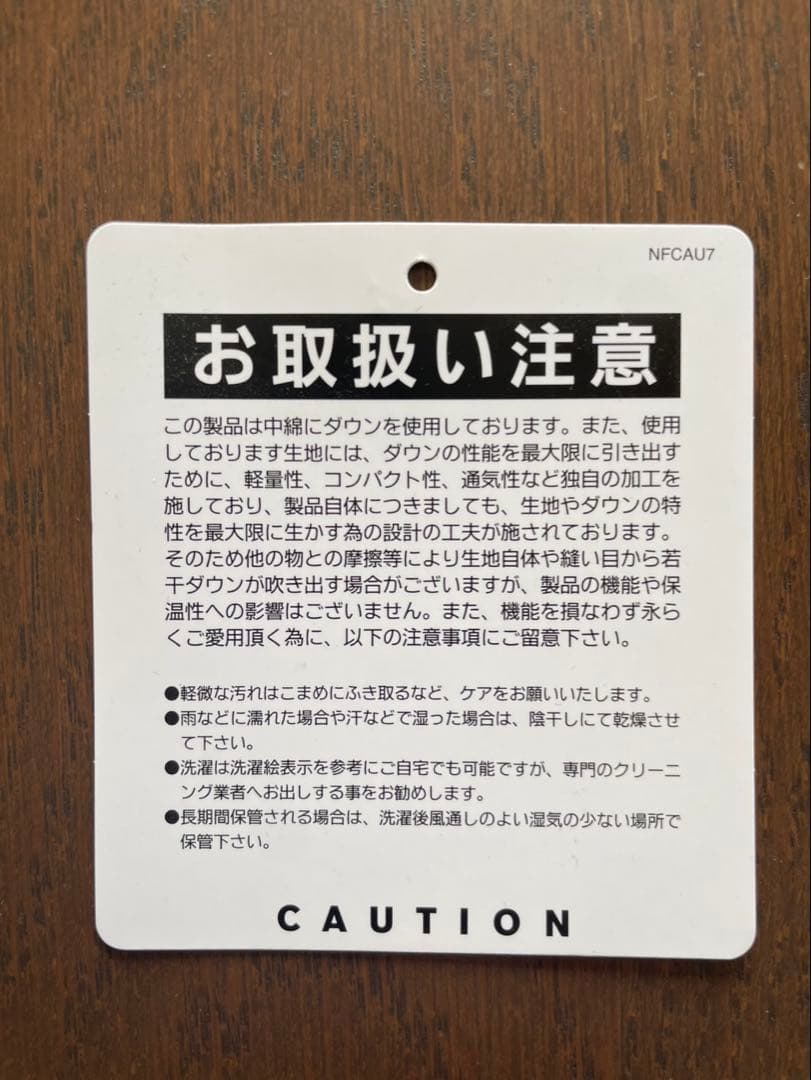 NFCAU7
お取扱い注意
この製品は中綿にダウンを使用しております。また、使用
しております生地には、ダウンの性能を最大限に引き出す
ために、軽量性、コンパクト性、通気性など独自の加工を
施しており、製品自体につきましても、生地やダウンの特
性を最大限に生かす為の設計の工夫が施されております。
そのため他の物との摩擦等により生地自体や縫い目から若
干ダウンが吹き出す場合がございますが、製品の機能や保
温性への影響はございません。また、機能を損なわず永ら
くご愛用頂く為に、以下の注意事項にご留意下さい。
●軽微な汚れはこまめにふき取るなど、ケアをお願いいたします。
●雨などに濡れた場合や汗などで湿った場合は、陰干しにて乾燥させ
て下さい。
●洗濯は洗濯絵表示を参考にご自宅でも可能ですが、専門のクリーニ
ング業者へお出しする事をお勧めします。
●長期間保管される場合は、洗濯後風通しのよい湿気の少ない場所で
保管下さい。
CAUTION